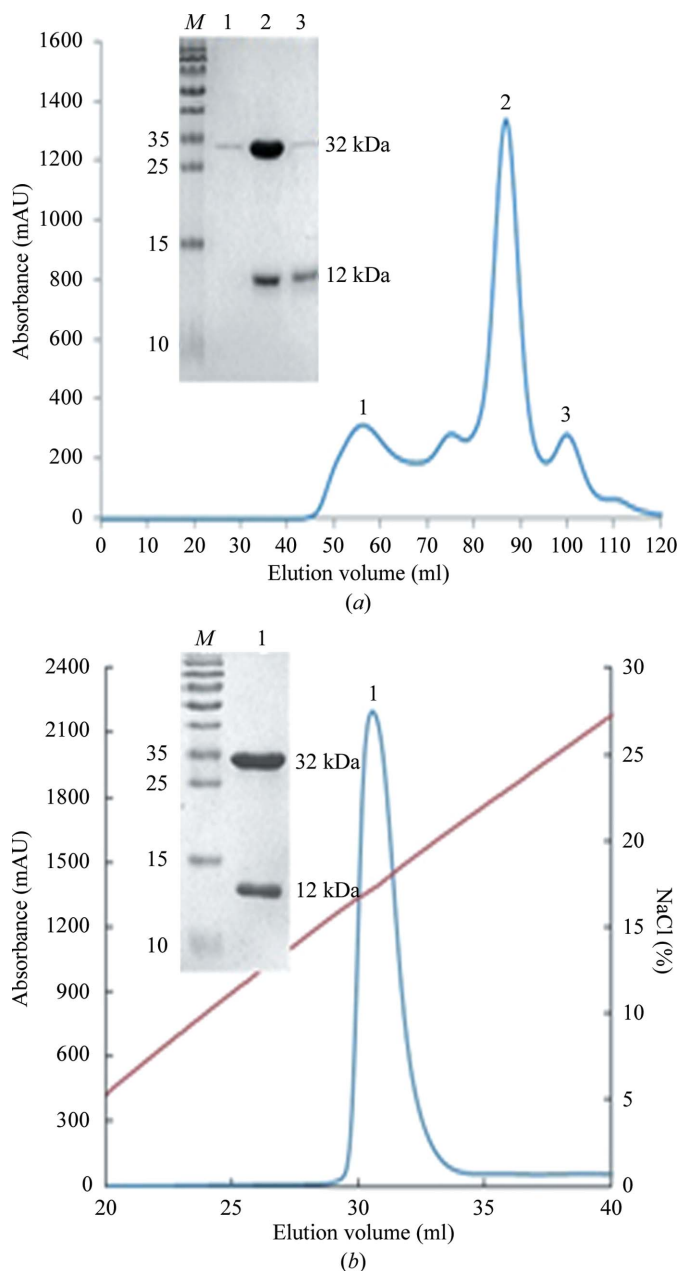 M 1 2 3
1600
1400
1200
1000
800
600
400
200
0
Absorbance (mAU)
35
25
15
10
32 kDa
12 kDa
1
2
3
0 10 20 30 40 50 60 70 80 90 100 110 120
Elution volume (ml)
(a)
M 1
2400
2100
1800
1500
1200
900
600
300
0
Absorbance (mAU)
35
25
15
10
32 kDa
12 kDa
1
30
25
20
15
10
5
0
NaCl (%)
20 25 30 35 40
Elution volume (ml)
(b)